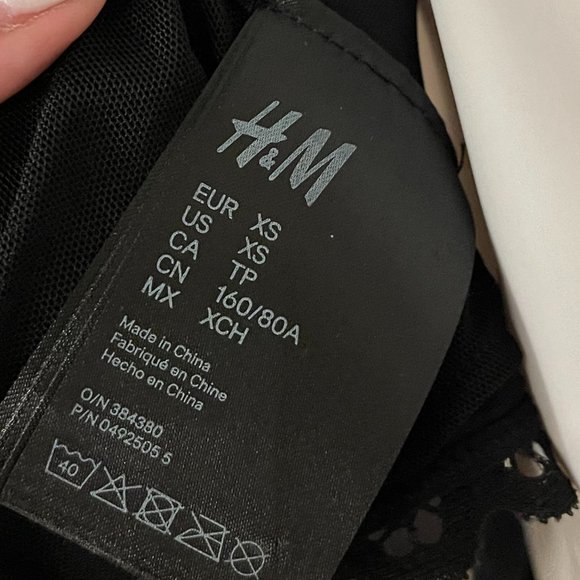 H&M
EUR XS
US XS
CA TP
CN 160/80A
MX XCH
Made in China
Fabriqué en Chine
Hecho en China
O/N 384380
P/N 0492505 5
40